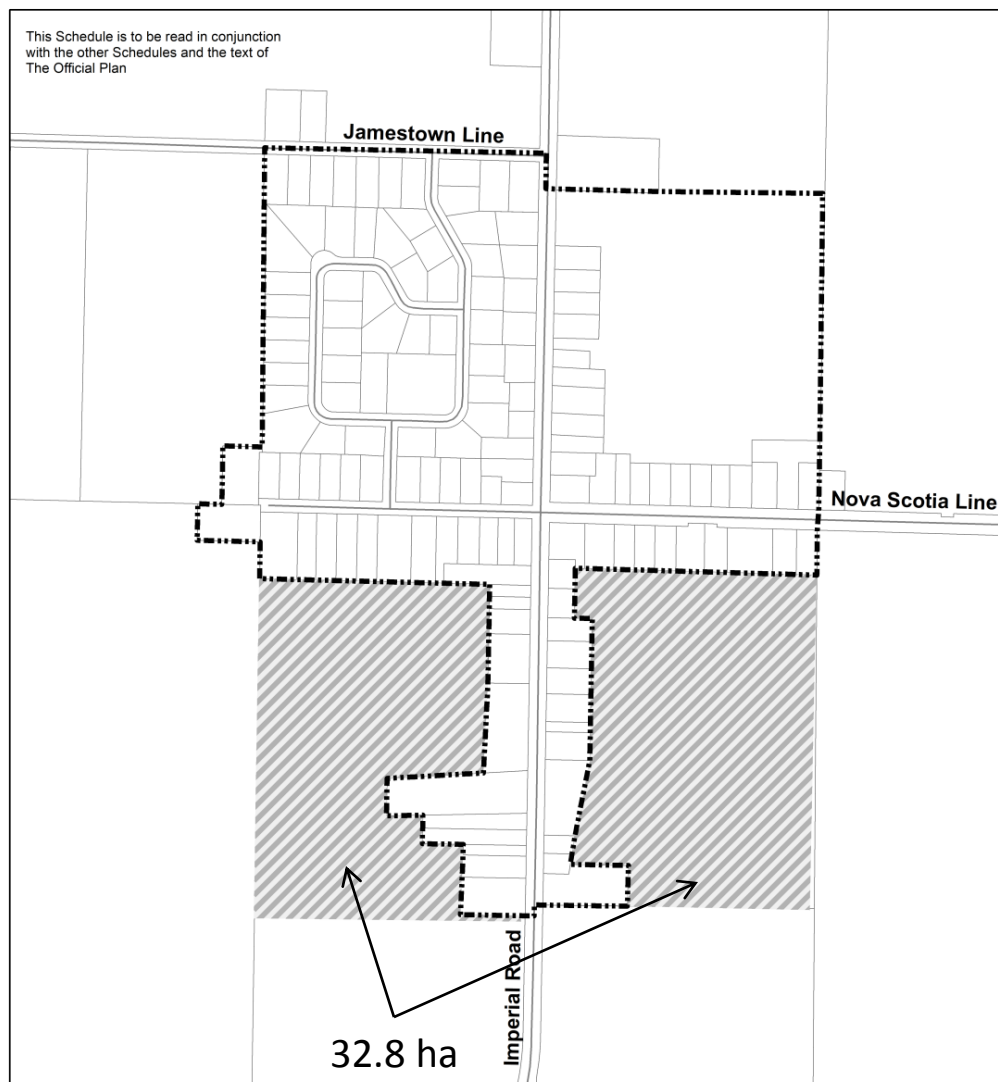 This Schedule is to be read in conjunction
with the other Schedules and the text of
The Official Plan
Jamestown Line
Nova Scotia Line
Imperial Road
32.8 ha